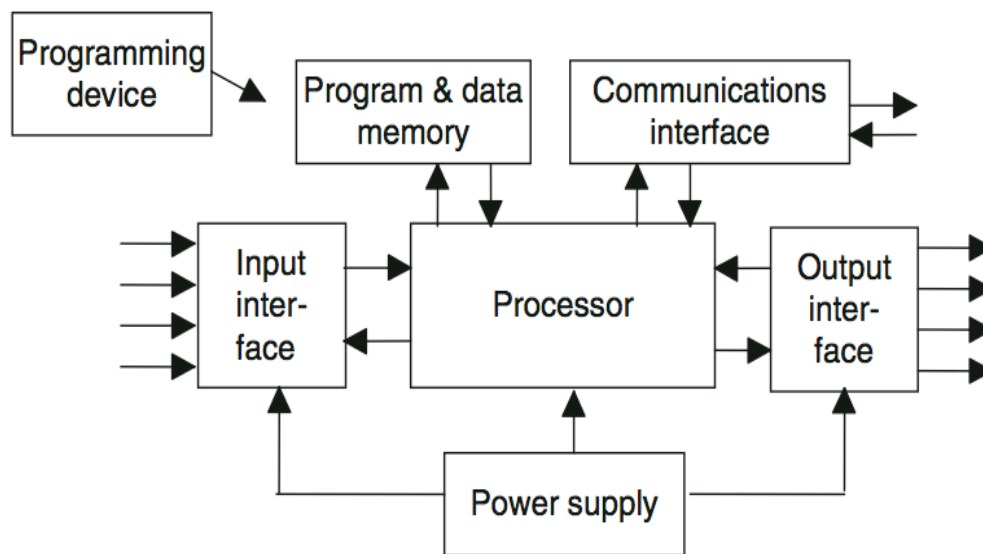 Programming
device
Program & data
memory
Communications
interface
Input
inter-
face
Processor
Output
inter-
face
Power supply